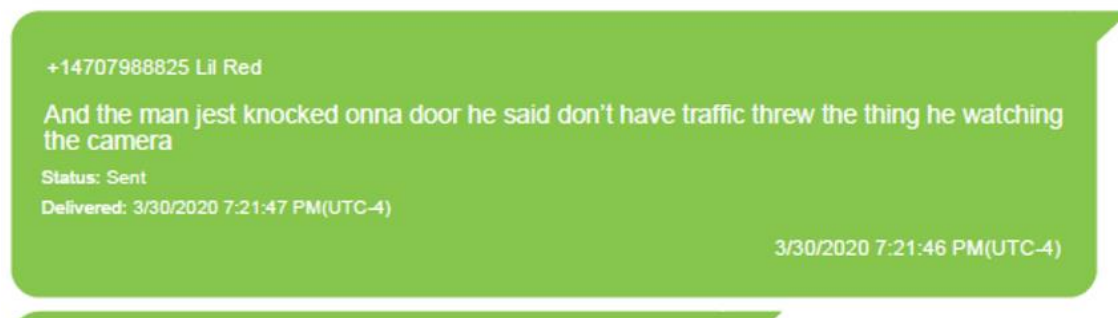 +14707988825 Lil Red
And the man jest knocked onna door he said don't have traffic threw the thing he watching
the camera
Status: Sent
Delivered: 3/30/2020 7:21:47 PM(UTC-4)
3/30/2020 7:21:46 PM(UTC-4)